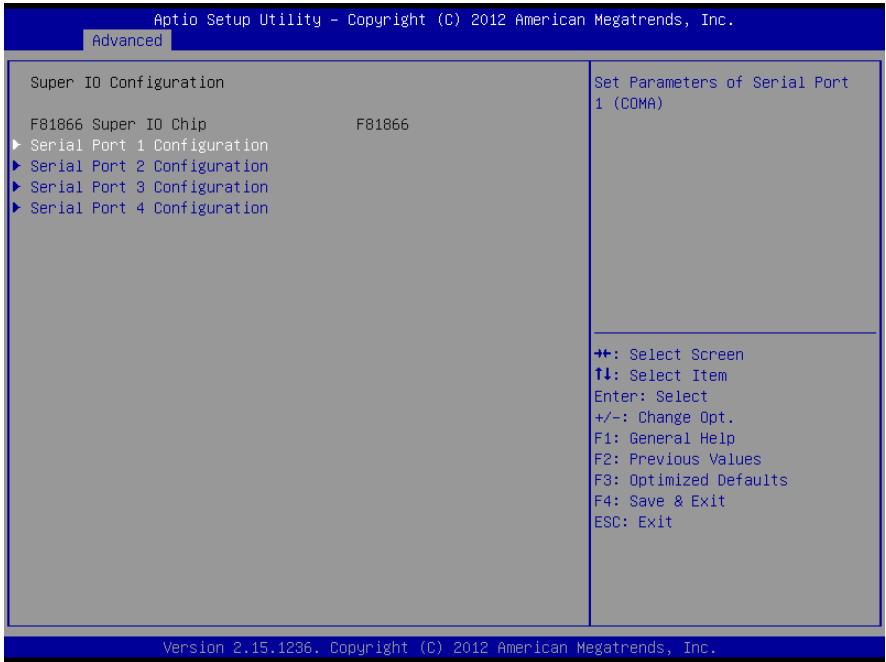 Aptio Setup Utility – Copyright (C) 2012 American Megatrends, Inc.
Advanced
Super IO Configuration
F81866 Super IO Chip F81866
Serial Port 1 Configuration
Serial Port 2 Configuration
Serial Port 3 Configuration
Serial Port 4 Configuration
Set Parameters of Serial Port
1 (COMA)
→←: Select Screen
↑↓: Select Item
Enter: Select
+/-: Change Opt.
F1: General Help
F2: Previous Values
F3: Optimized Defaults
F4: Save & Exit
ESC: Exit
Version 2.15.1236. Copyright (C) 2012 American Megatrends, Inc.